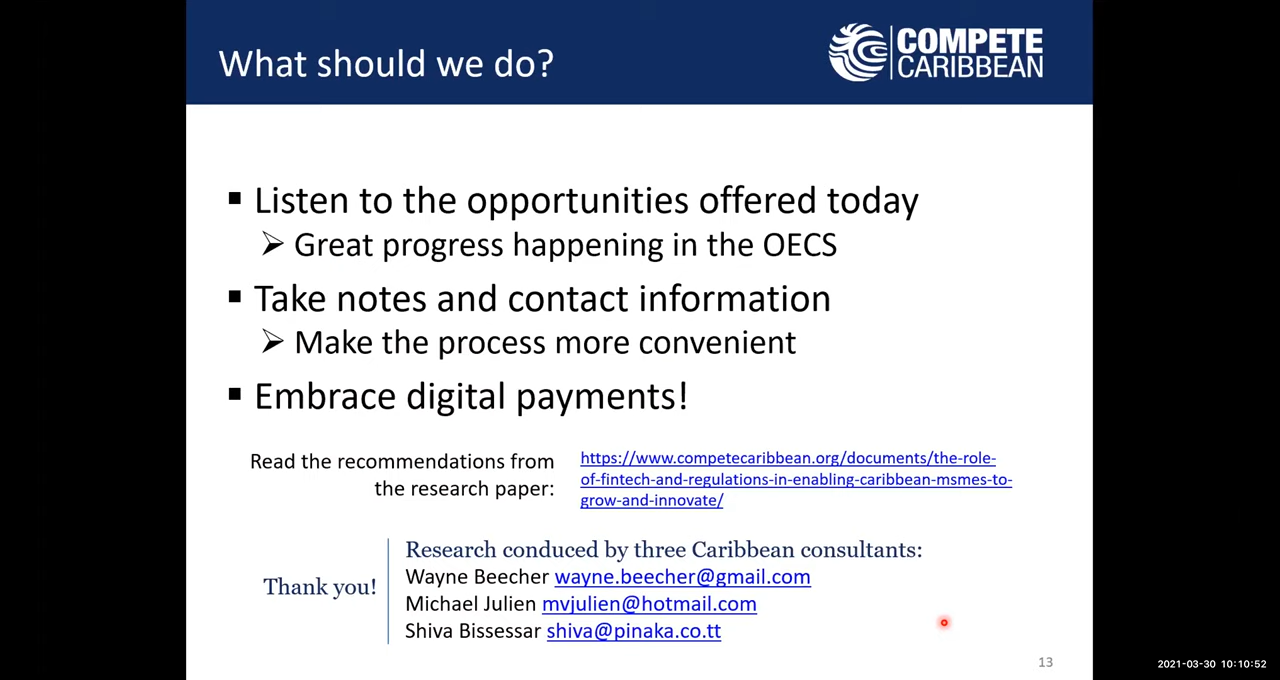 What should we do?
COMPETE
CARIBBEAN
▪ Listen to the opportunities offered today
➢ Great progress happening in the OECS
▪ Take notes and contact information
➢ Make the process more convenient
▪ Embrace digital payments!
Read the recommendations from
the research paper:
https://www.competecaribbean.org/documents/the-role-
of-fintech-and-regulations-in-enabling-caribbean-msmes-to-
grow-and-innovate/
Thank you!
Research conduced by three Caribbean consultants:
Wayne Beecher wayne.beecher@gmail.com
Michael Julien mvjulien@hotmail.com
Shiva Bissessar shiva@pinaka.co.tt
13
2021-03-30 10:10:52